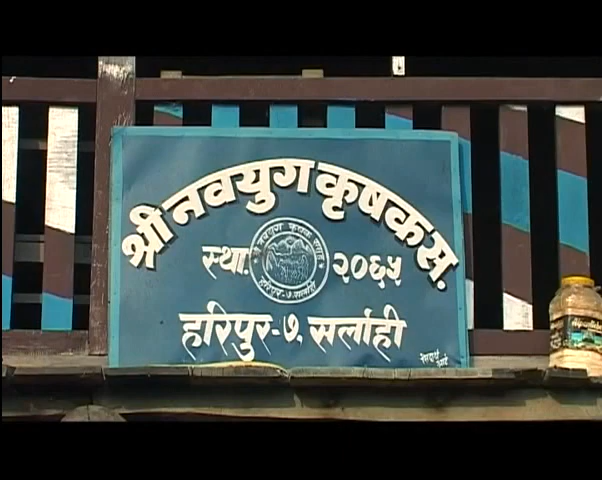 श्री नवयुग कृषक स.
स्था. २०६५
हरिपुर-७, सर्लाही